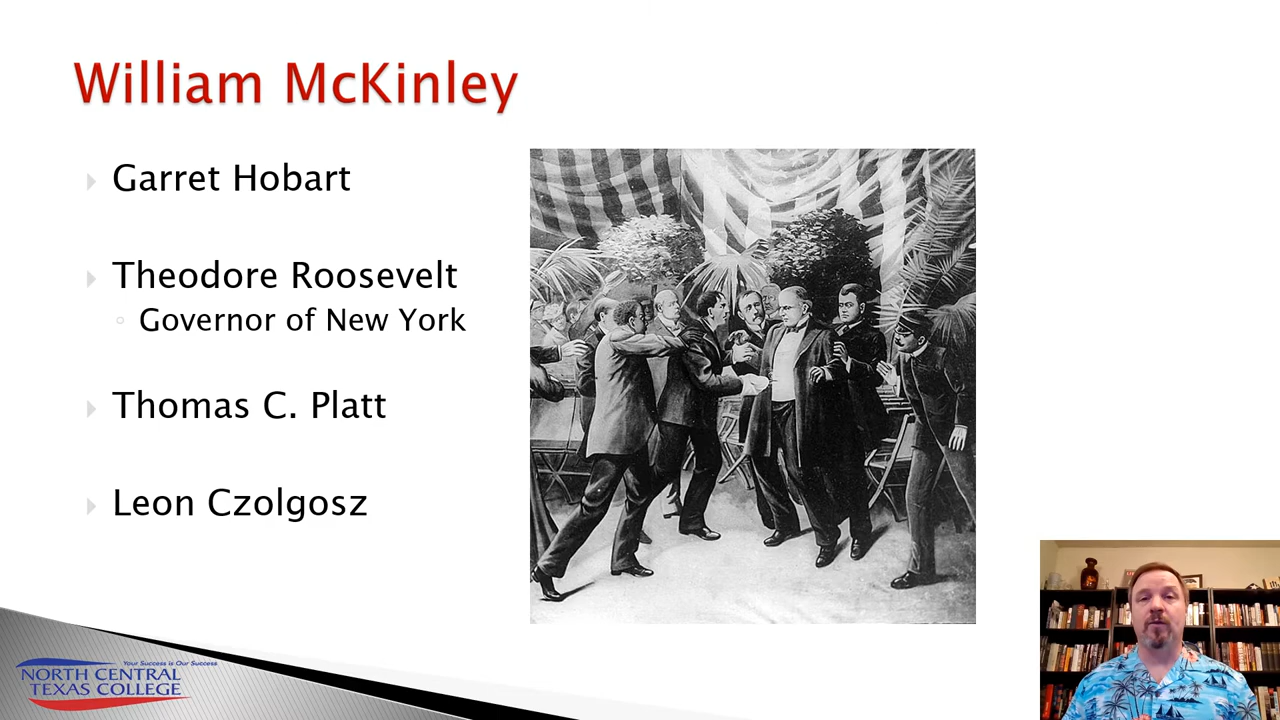 William McKinley
Garret Hobart
Theodore Roosevelt
Governor of New York
Thomas C. Platt
Leon Czolgosz
Your Success is Our Success
NORTH CENTRAL
TEXAS COLLEGE